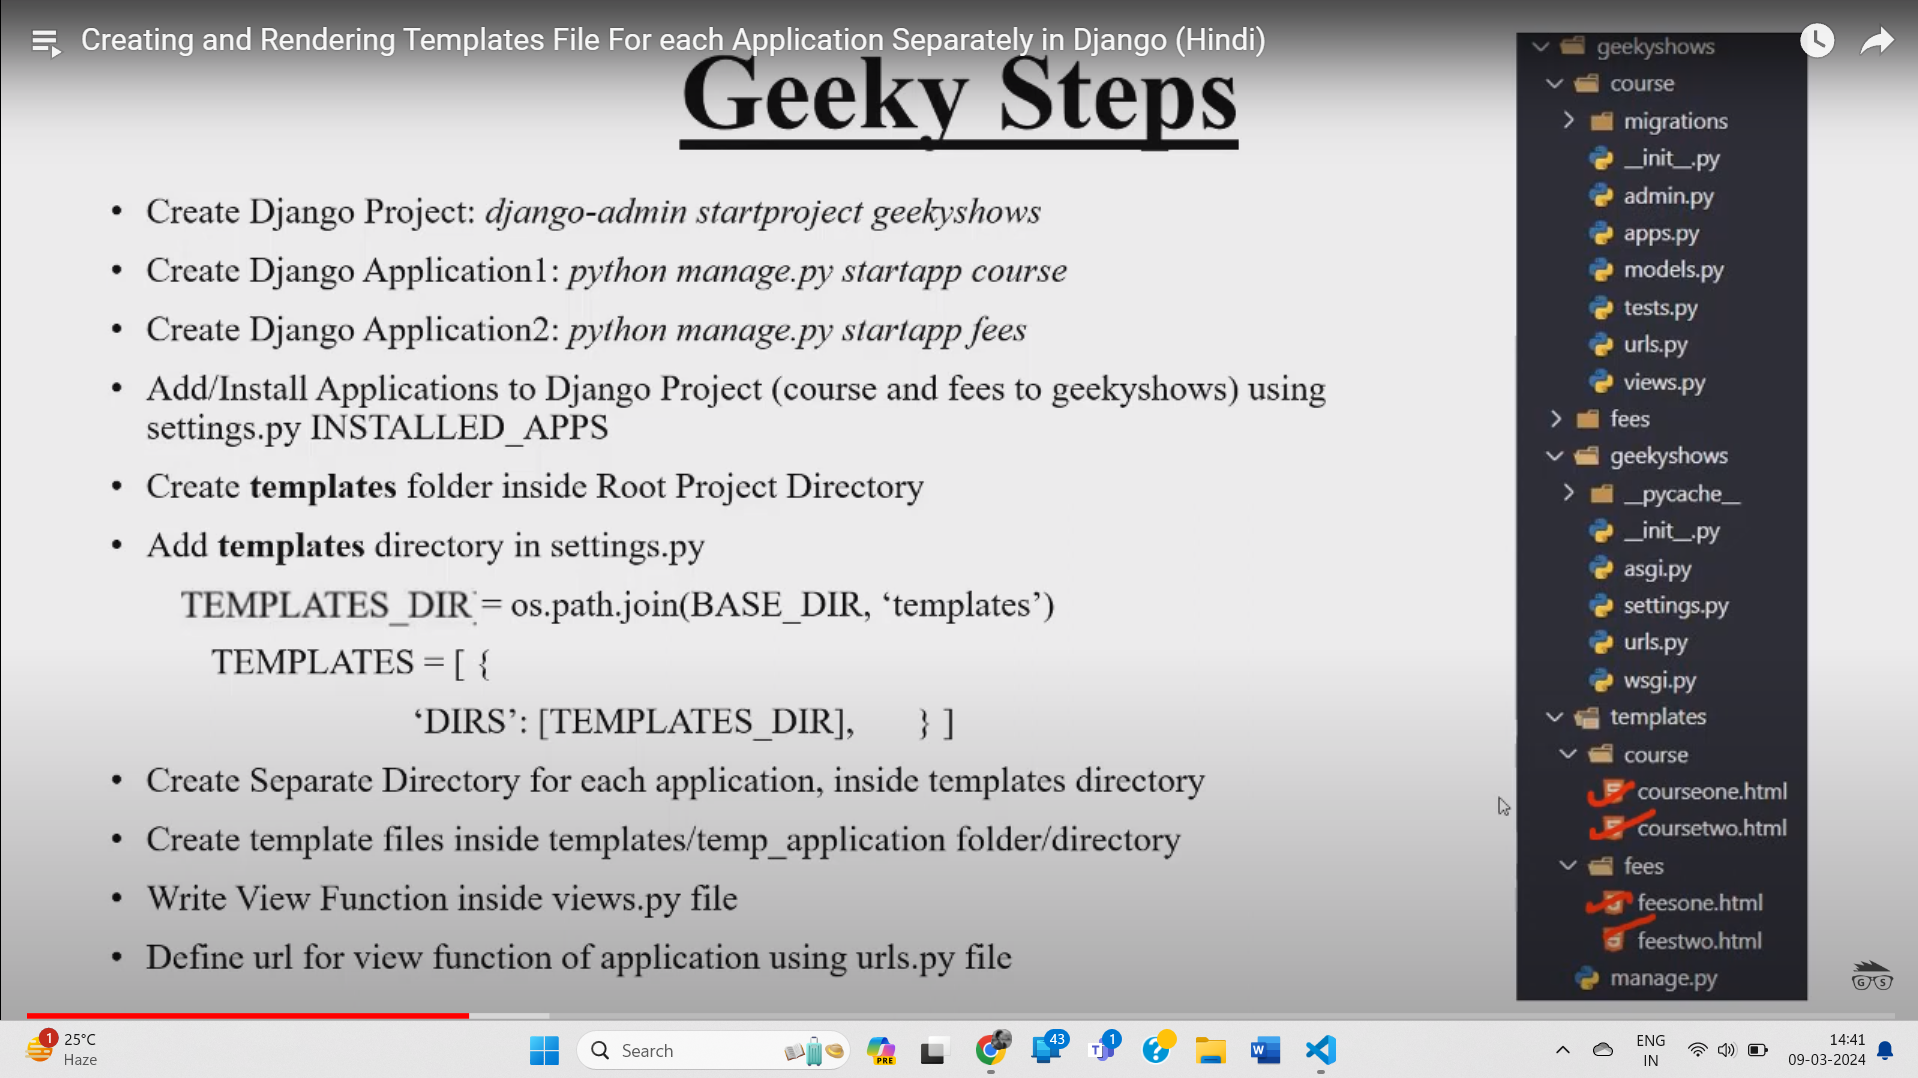 Creating and Rendering Templates File For each Application Separately in Django (Hindi)
Geeky Steps
• Create Django Project: django-admin startproject geekyshows
• Create Django Application1: python manage.py startapp course
• Create Django Application2: python manage.py startapp fees
• Add/Install Applications to Django Project (course and fees to geekyshows) using
settings.py INSTALLED_APPS
• Create templates folder inside Root Project Directory
• Add templates directory in settings.py
TEMPLATES_DIR = os.path.join(BASE_DIR, ‘templates’)
TEMPLATES = [ {
‘DIRS’: [TEMPLATES_DIR], } ]
• Create Separate Directory for each application, inside templates directory
• Create template files inside templates/temp_application folder/directory
• Write View Function inside views.py file
• Define url for view function of application using urls.py file
geekyshows
course
migrations
__init__.py
admin.py
apps.py
models.py
tests.py
urls.py
views.py
fees
geekyshows
__pycache__
__init__.py
asgi.py
settings.py
urls.py
wsgi.py
templates
course
courseone.html
coursetwo.html
fees
feesone.html
feestwo.html
manage.py
G S
1
25°C
Haze
Search
PRE
43
1
ENG
IN
14:41
09-03-2024